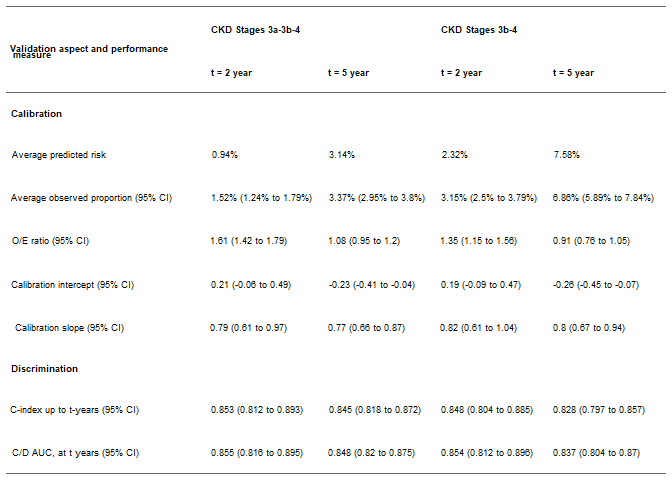 CKD Stages 3a-3b-4 CKD Stages 3b-4
Validation aspect and performance
measure
t = 2 year t = 5 year t = 2 year t = 5 year
Calibration
Average predicted risk 0.94% 3.14% 2.32% 7.58%
Average observed proportion (95% CI) 1.52% (1.24% to 1.79%) 3.37% (2.95% to 3.8%) 3.15% (2.5% to 3.79%) 6.86% (5.89% to 7.84%)
O/E ratio (95% CI) 1.61 (1.42 to 1.79) 1.08 (0.95 to 1.2) 1.35 (1.15 to 1.56) 0.91 (0.76 to 1.05)
Calibration intercept (95% CI) 0.21 (-0.06 to 0.49) -0.23 (-0.41 to -0.04) 0.19 (-0.09 to 0.47) -0.26 (-0.45 to -0.07)
Calibration slope (95% CI) 0.79 (0.61 to 0.97) 0.77 (0.66 to 0.87) 0.82 (0.61 to 1.04) 0.8 (0.67 to 0.94)
Discrimination
C-index up to t-years (95% CI) 0.853 (0.812 to 0.893) 0.845 (0.818 to 0.872) 0.848 (0.804 to 0.885) 0.828 (0.797 to 0.857)
C/D AUC, at t years (95% CI) 0.855 (0.816 to 0.895) 0.848 (0.82 to 0.875) 0.854 (0.812 to 0.896) 0.837 (0.804 to 0.87)